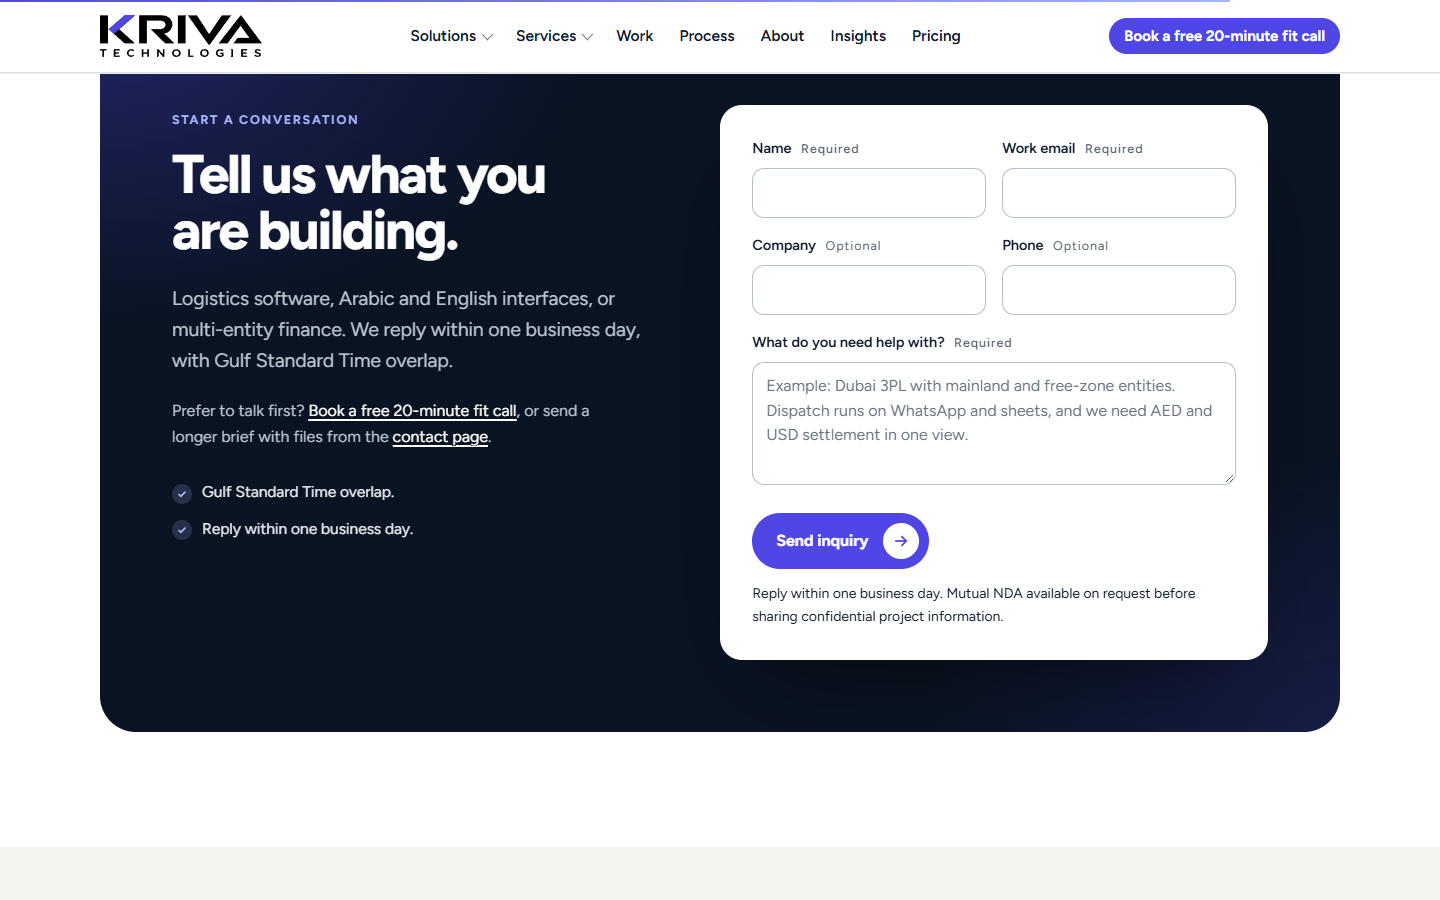 KRIVA
TECHNOLOGIES
Solutions
Services
Work
Process
About
Insights
Pricing
Book a free 20-minute fit call
START A CONVERSATION
Tell us what you
are building.
Logistics software, Arabic and English interfaces, or
multi-entity finance. We reply within one business day,
with Gulf Standard Time overlap.
Prefer to talk first? Book a free 20-minute fit call, or send a
longer brief with files from the contact page.
Gulf Standard Time overlap.
Reply within one business day.
Name Required
Work email Required
Company Optional
Phone Optional
What do you need help with? Required
Example: Dubai 3PL with mainland and free-zone entities.
Dispatch runs on WhatsApp and sheets, and we need AED and
USD settlement in one view.
Send inquiry
Reply within one business day. Mutual NDA available on request before
sharing confidential project information.